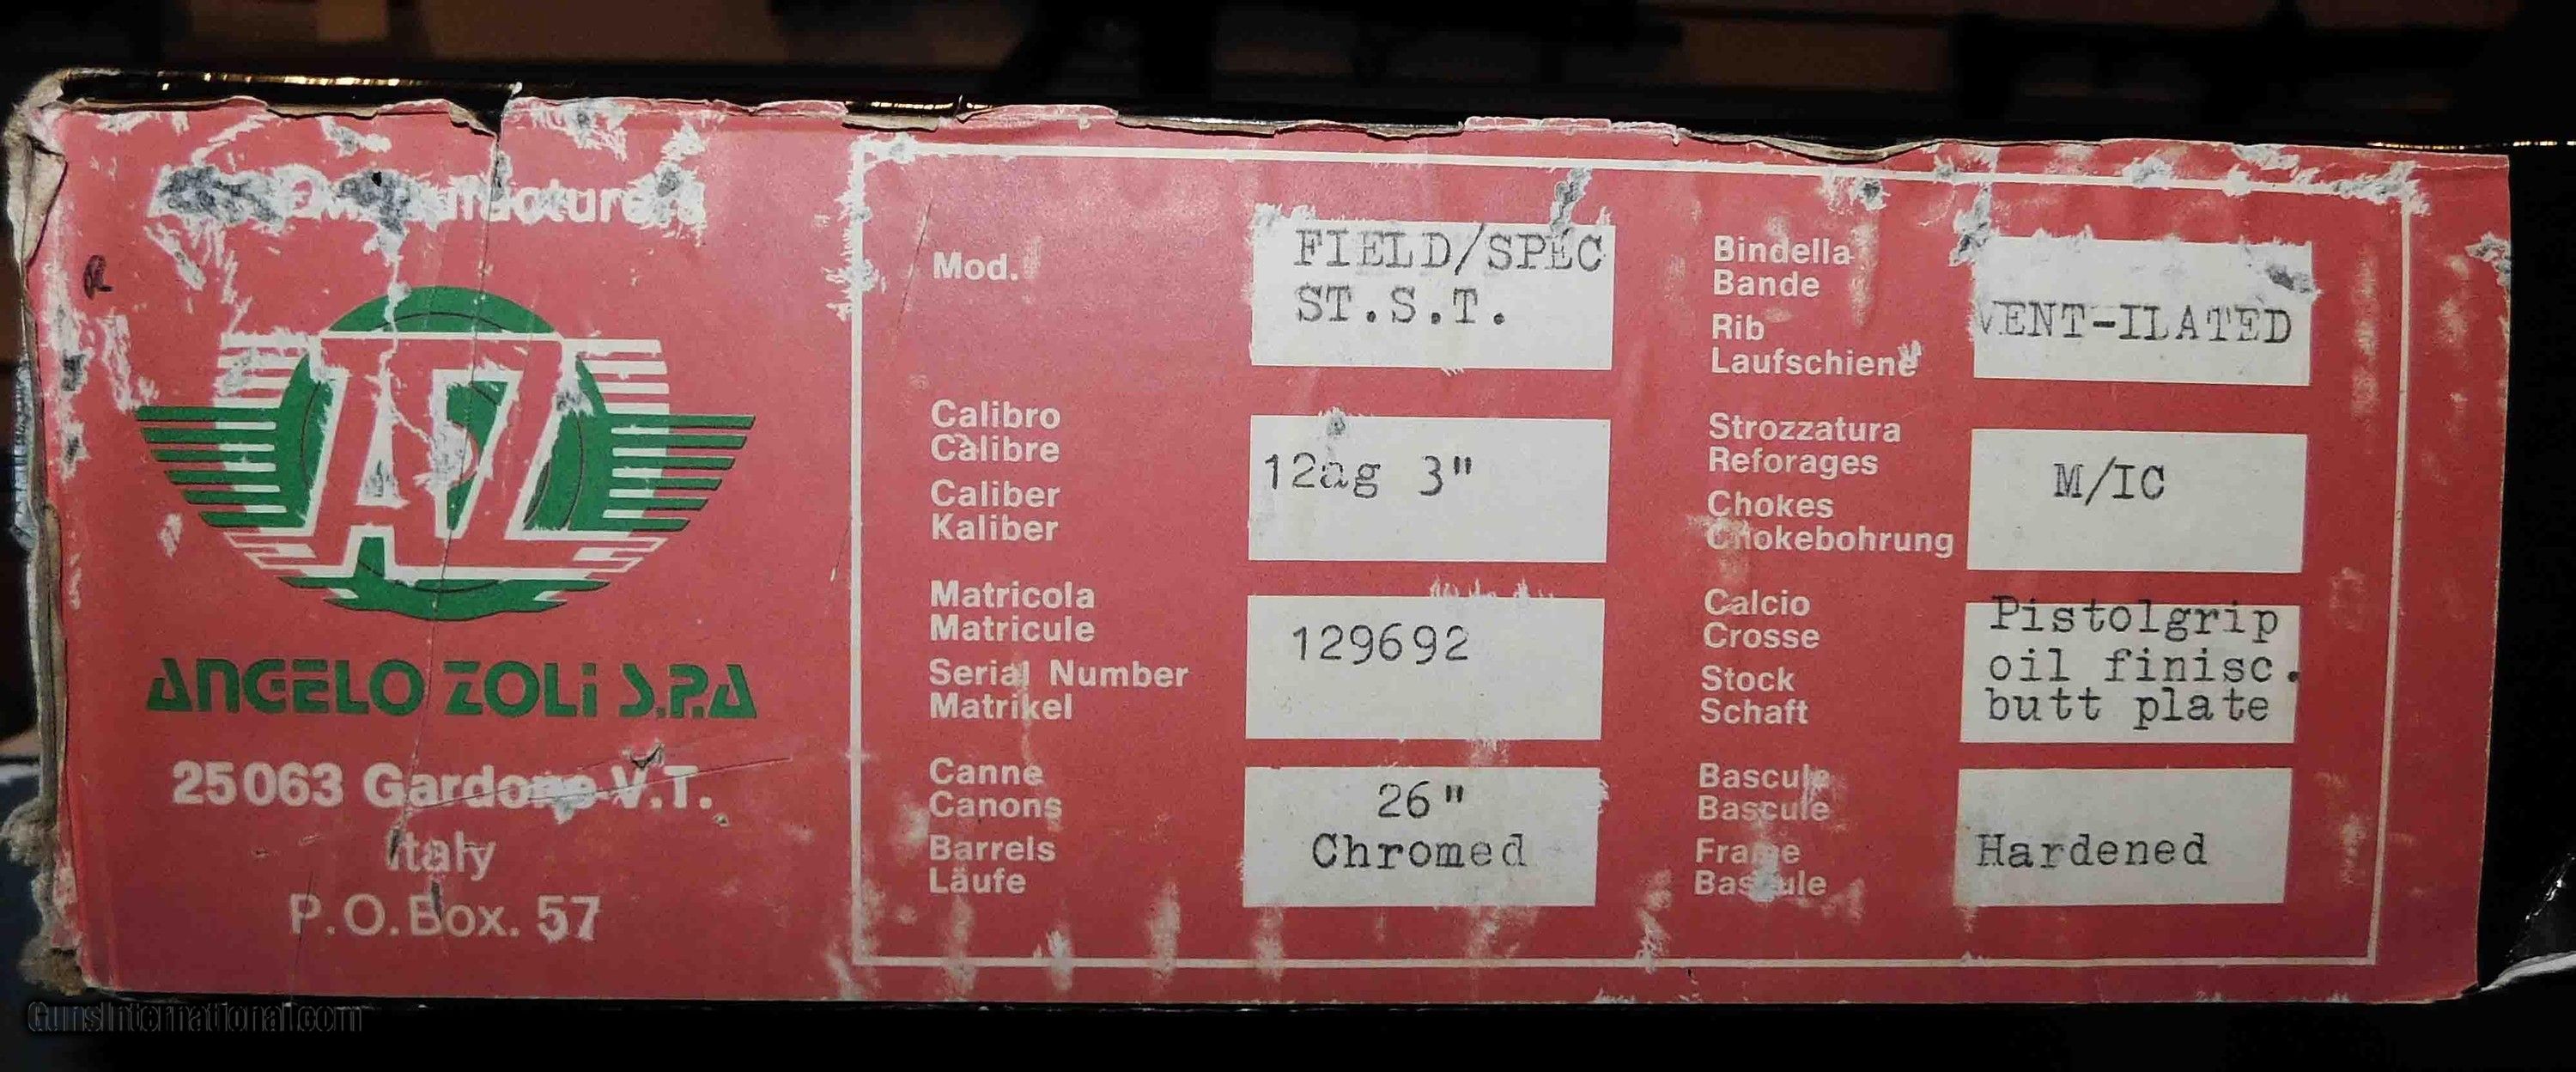 R
AZ
ANGELO ZOLI S.P.A
25063 Gardone V.T.
Italy
P.O. Box. 57
Mod.
FIELD/SPEC
ST.S.T.
Calibro
Calibre
Caliber
Kaliber
12ag 3"
Matricola
Matricule
Serial Number
Matrikel
129692
Canne
Canons
Barrels
Läufe
26"
Chromed
Bindella
Bande
Rib
Laufschiene
VENT-ILATED
Strozzatura
Reforages
Chokes
Chokebohrung
M/IC
Calcio
Crosse
Stock
Schaft
Pistolgrip
oil finisc.
butt plate
Bascule
Bascule
Frame
Bascule
Hardened
GunsInternational.com